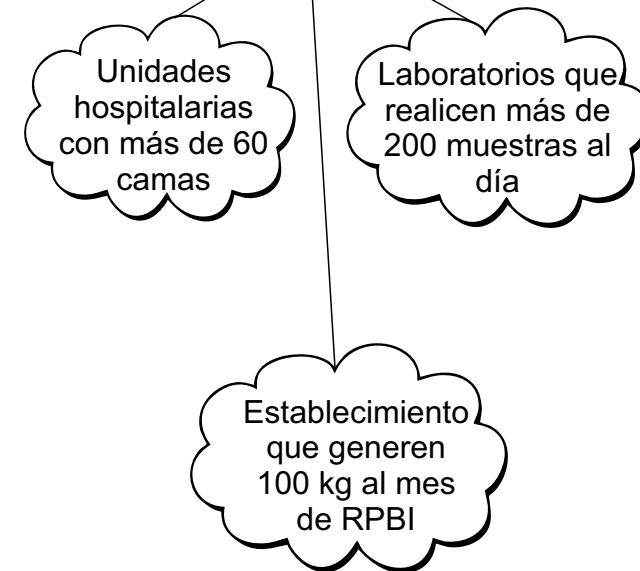 Unidades
hospitalarias
con más de 60
camas
Laboratorios que
realicen más de
200 muestras al
día
Establecimiento
que generen
100 kg al mes
de RPBI